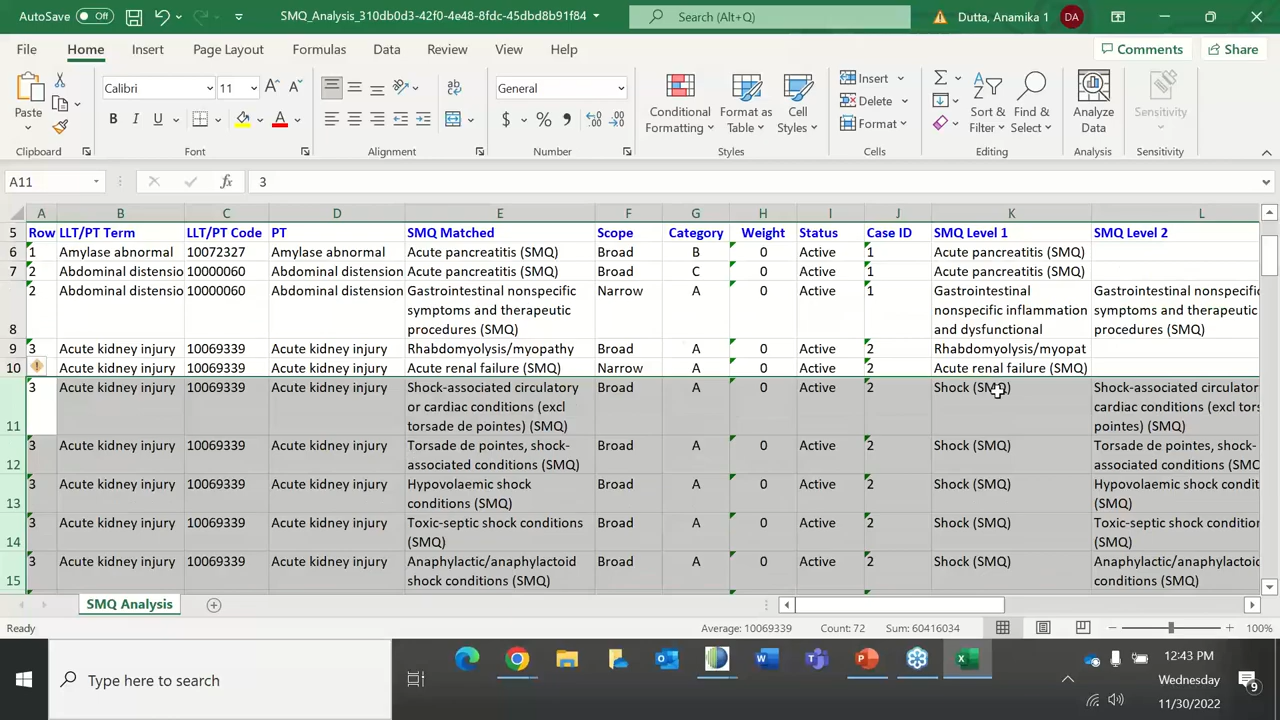 AutoSave Off SMQ_Analysis_310db0d3-42f0-4e48-8fdc-45dbd8b91f84 Search (Alt+Q) Dutta, Anamika 1 DA
File Home Insert Page Layout Formulas Data Review View Help Comments Share
Paste Calibri 11 General Conditional Formatting Format as Table Cell Styles Insert Delete Format Sort & Filter Find & Select Analyze Data Sensitivity
Clipboard Font Alignment Number Styles Cells Editing Analysis Sensitivity
A11 fx 3
A B C D E F G H I J K L
5 Row LLT/PT Term LLT/PT Code PT SMQ Matched Scope Category Weight Status Case ID SMQ Level 1 SMQ Level 2
6 1 Amylase abnormal 10072327 Amylase abnormal Acute pancreatitis (SMQ) Broad B 0 Active 1 Acute pancreatitis (SMQ)
7 2 Abdominal distensio 10000060 Abdominal distension Acute pancreatitis (SMQ) Broad C 0 Active 1 Acute pancreatitis (SMQ)
2 Abdominal distensio 10000060 Abdominal distension Gastrointestinal nonspecific Narrow A 0 Active 1 Gastrointestinal Gastrointestinal nonspecific
symptoms and therapeutic nonspecific inflammation symptoms and therapeutic
8 procedures (SMQ) and dysfunctional procedures (SMQ)
9 3 Acute kidney injury 10069339 Acute kidney injury Rhabdomyolysis/myopathy Broad A 0 Active 2 Rhabdomyolysis/myopat
10 Acute kidney injury 10069339 Acute kidney injury Acute renal failure (SMQ) Narrow A 0 Active 2 Acute renal failure (SMQ)
3 Acute kidney injury 10069339 Acute kidney injury Shock-associated circulatory Broad A 0 Active 2 Shock (SMQ) Shock-associated circulator
or cardiac conditions (excl cardiac conditions (excl tors
11 torsade de pointes) (SMQ) pointes) (SMQ)
3 Acute kidney injury 10069339 Acute kidney injury Torsade de pointes, shock- Broad A 0 Active 2 Shock (SMQ) Torsade de pointes, shock-
12 associated conditions (SMQ) associated conditions (SMQ
3 Acute kidney injury 10069339 Acute kidney injury Hypovolaemic shock Broad A 0 Active 2 Shock (SMQ) Hypovolaemic shock condit
13 conditions (SMQ) (SMQ)
3 Acute kidney injury 10069339 Acute kidney injury Toxic-septic shock conditions Broad A 0 Active 2 Shock (SMQ) Toxic-septic shock condition
14 (SMQ) (SMQ)
3 Acute kidney injury 10069339 Acute kidney injury Anaphylactic/anaphylactoid Broad A 0 Active 2 Shock (SMQ) Anaphylactic/anaphylactoid
15 shock conditions (SMQ) conditions (SMQ)
SMQ Analysis
Ready Average: 10069339 Count: 72 Sum: 60416034 100%
Type here to search 12:43 PM
Wednesday 9
11/30/2022